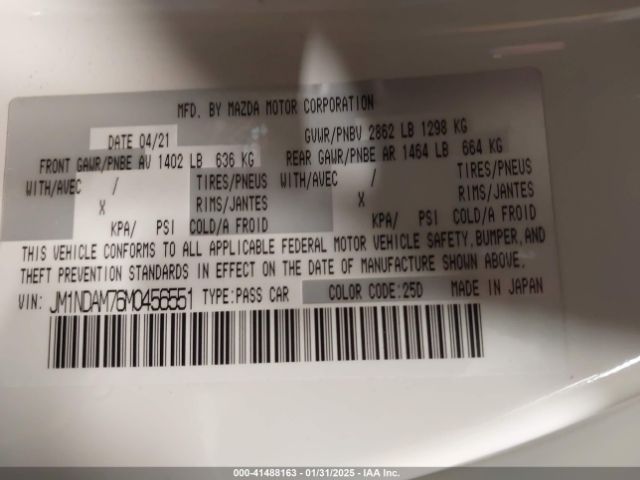 MFD. BY MAZDA MOTOR CORPORATION
DATE 04/21 GVWR/PNBV 2862 LB 1298 KG
FRONT GAWR/PNBE AV 1402 LB 636 KG REAR GAWR/PNBE AR 1464 LB 664 KG
WITH/AVEC / TIRES/PNEUS WITH/AVEC / TIRES/PNEUS
X RIMS/JANTES X RIMS/JANTES
KPA/ PSI COLD/A FROID KPA/ PSI COLD/A FROID
THIS VEHICLE CONFORMS TO ALL APPLICABLE FEDERAL MOTOR VEHICLE SAFETY, BUMPER, AND
THEFT PREVENTION STANDARDS IN EFFECT ON THE DATE OF MANUFACTURE SHOWN ABOVE.
VIN: JM1NDAM76M0456551 TYPE:PASS CAR COLOR CODE:25D MADE IN JAPAN
000-41488163 - 01/31/2025 - IAA Inc.